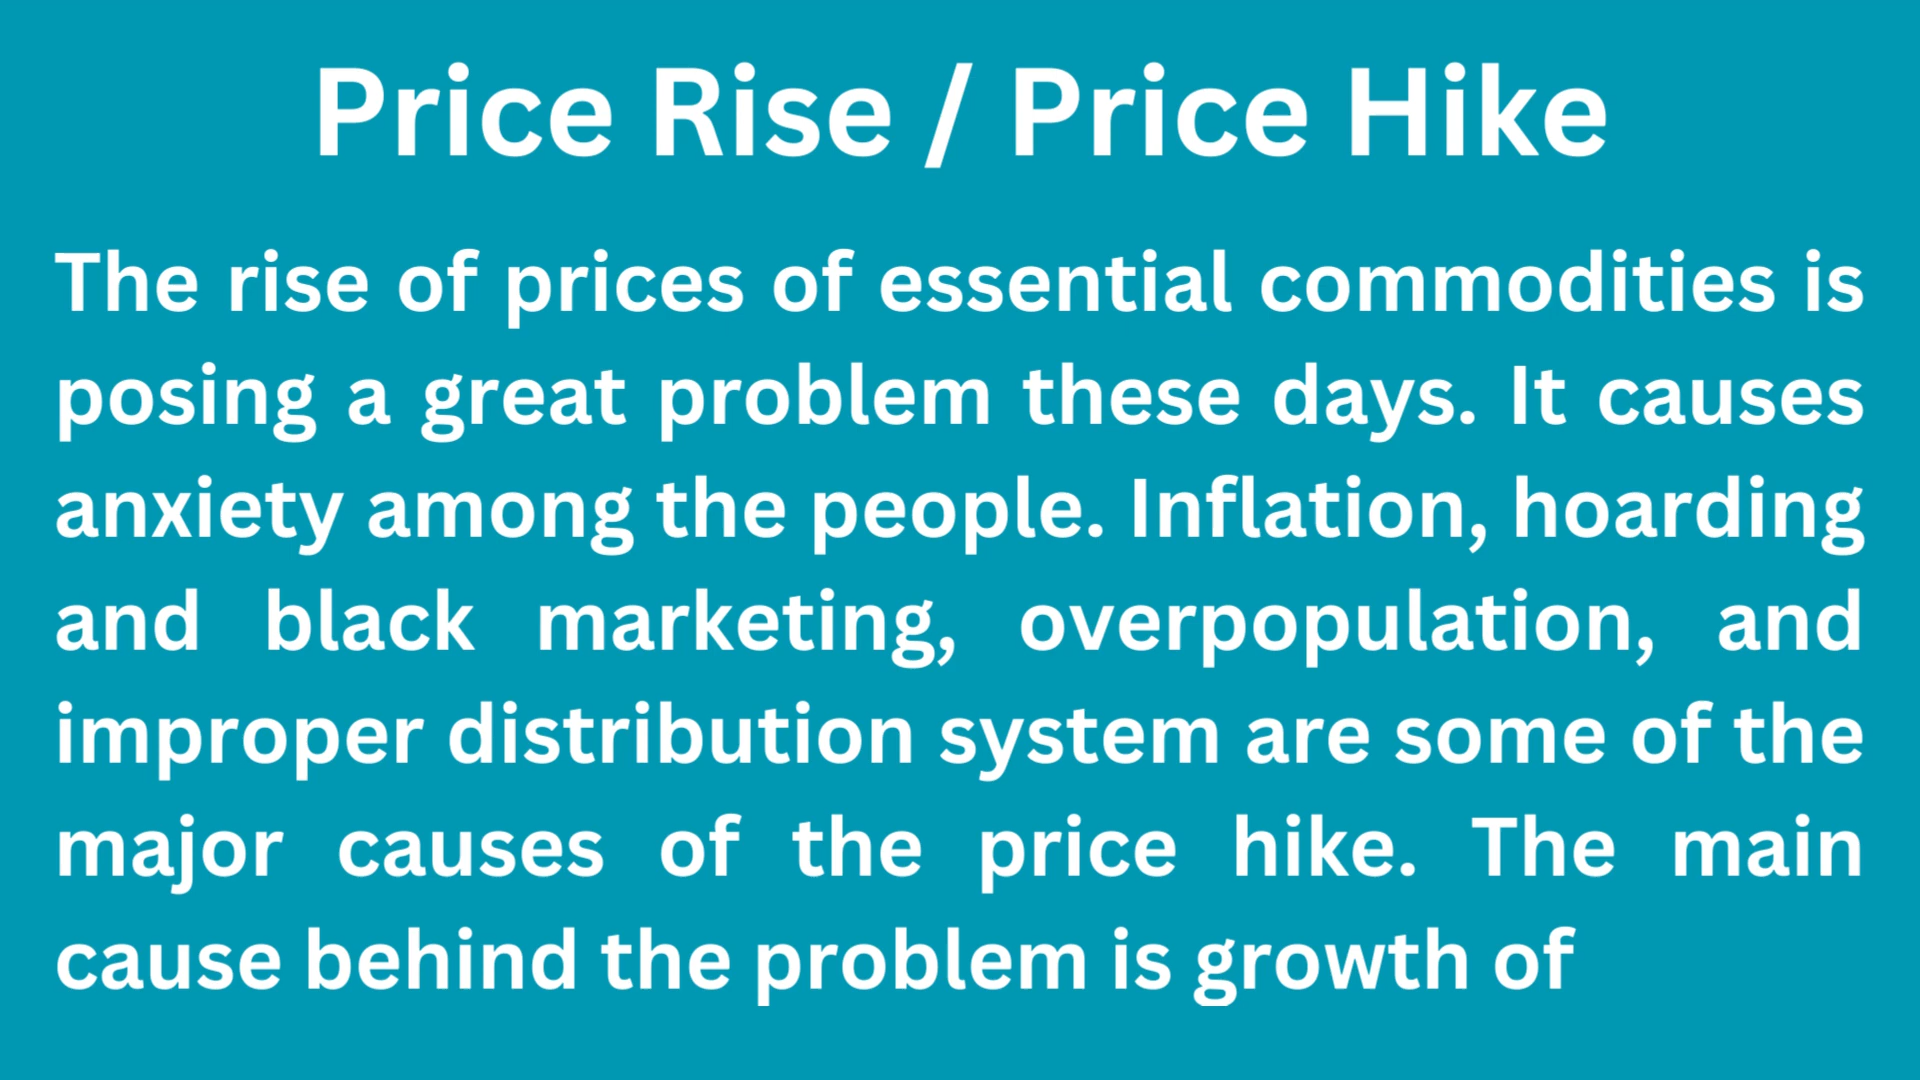 Price Rise / Price Hike
The rise of prices of essential commodities is
posing a great problem these days. It causes
anxiety among the people. Inflation, hoarding
and black marketing, overpopulation, and
improper distribution system are some of the
major causes of the price hike. The main
cause behind the problem is growth of